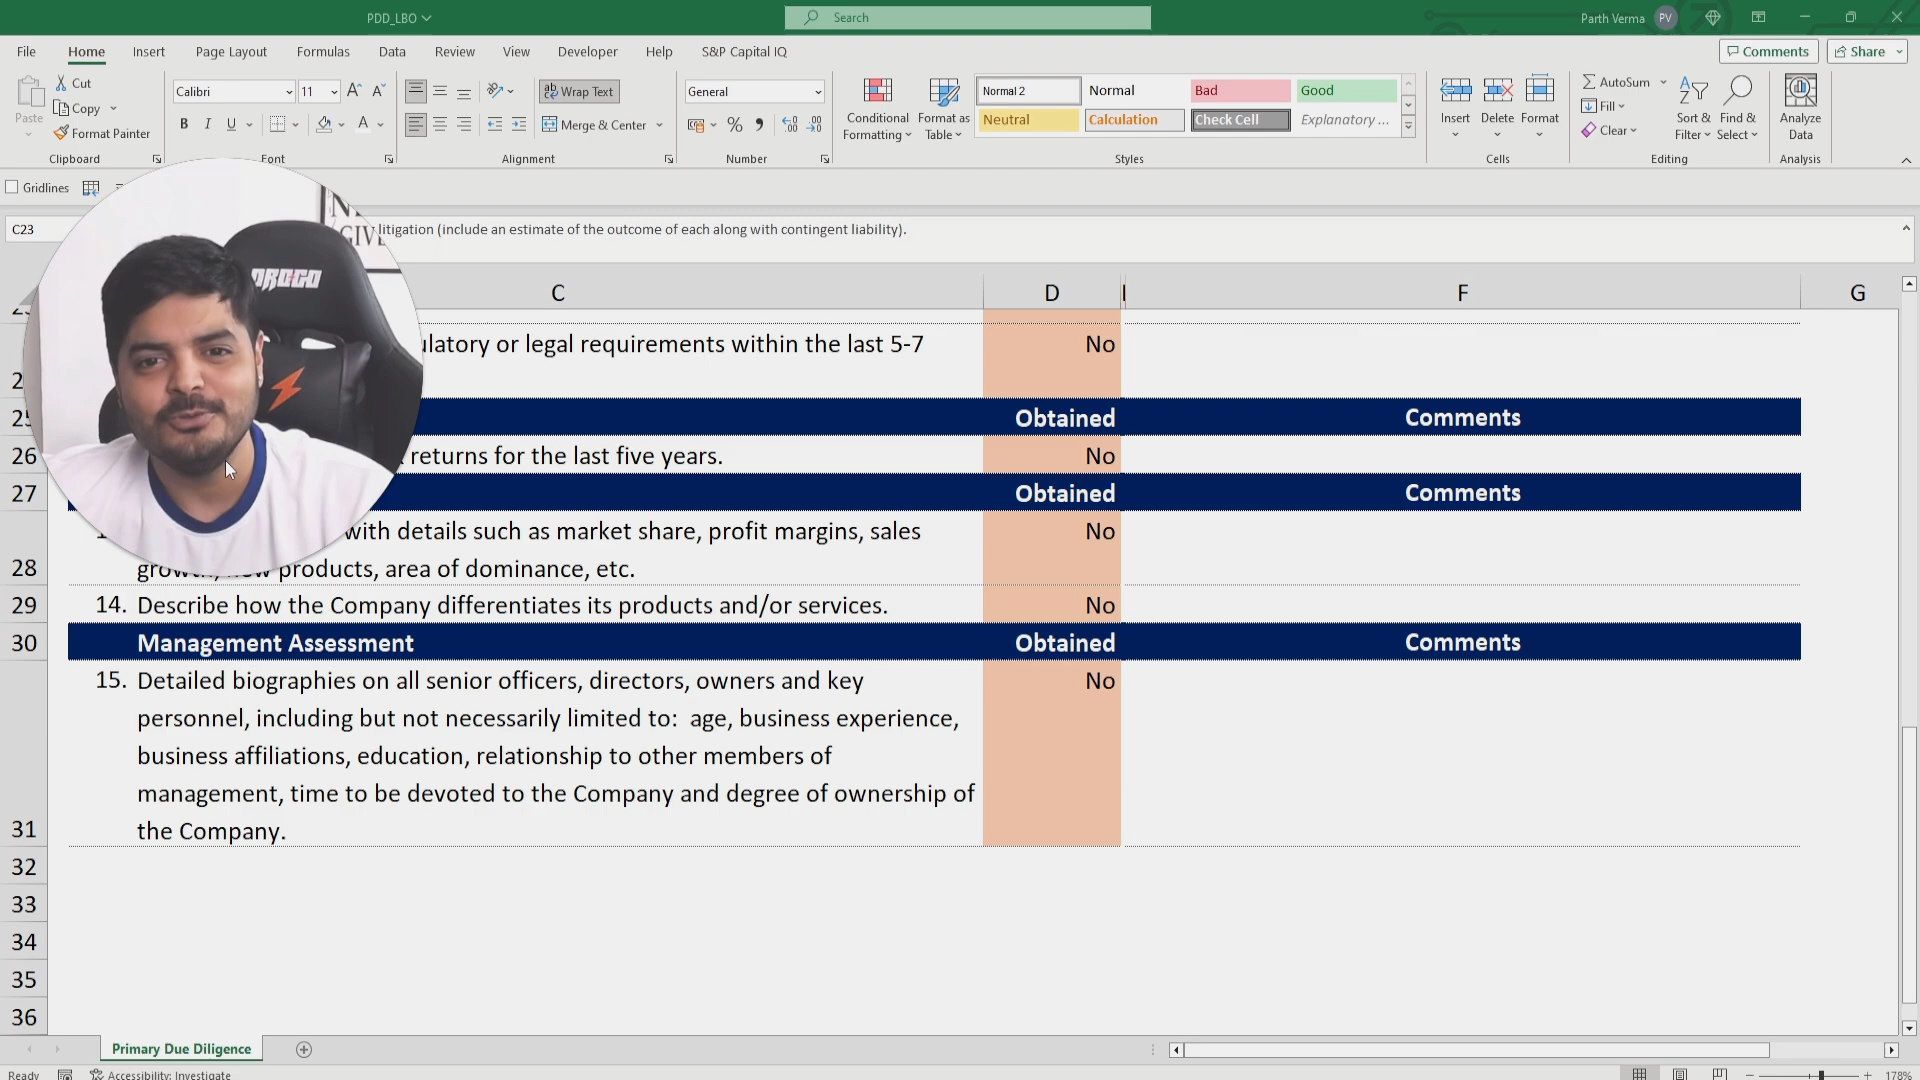 PDD_LBO
Search
Parth Verma
PV
File
Home
Insert
Page Layout
Formulas
Data
Review
View
Developer
Help
S&P Capital IQ
Comments
Share
Paste
Cut
Copy
Format Painter
Clipboard
Calibri
11
B I U
Font
Wrap Text
Merge & Center
Alignment
General
Number
Conditional
Formatting
Format as
Table
Normal 2
Normal
Bad
Good
Neutral
Calculation
Check Cell
Explanatory ...
Styles
Insert
Delete
Format
Cells
AutoSum
Fill
Clear
Sort &
Filter
Find &
Select
Editing
Analyze
Data
Analysis
Gridlines
C23
litigation (include an estimate of the outcome of each along with contingent liability).
DROGO
C
D
F
G
requirements within the last 5-7
No
25
Obtained
Comments
26
returns for the last five years.
No
27
Obtained
Comments
with details such as market share, profit margins, sales
No
28
products, area of dominance, etc.
29
14. Describe how the Company differentiates its products and/or services.
No
30
Management Assessment
Obtained
Comments
15. Detailed biographies on all senior officers, directors, owners and key
No
personnel, including but not necessarily limited to: age, business experience,
business affiliations, education, relationship to other members of
management, time to be devoted to the Company and degree of ownership of
31
the Company.
32
33
34
35
36
Primary Due Diligence
Ready
Accessibility: Investigate
178%